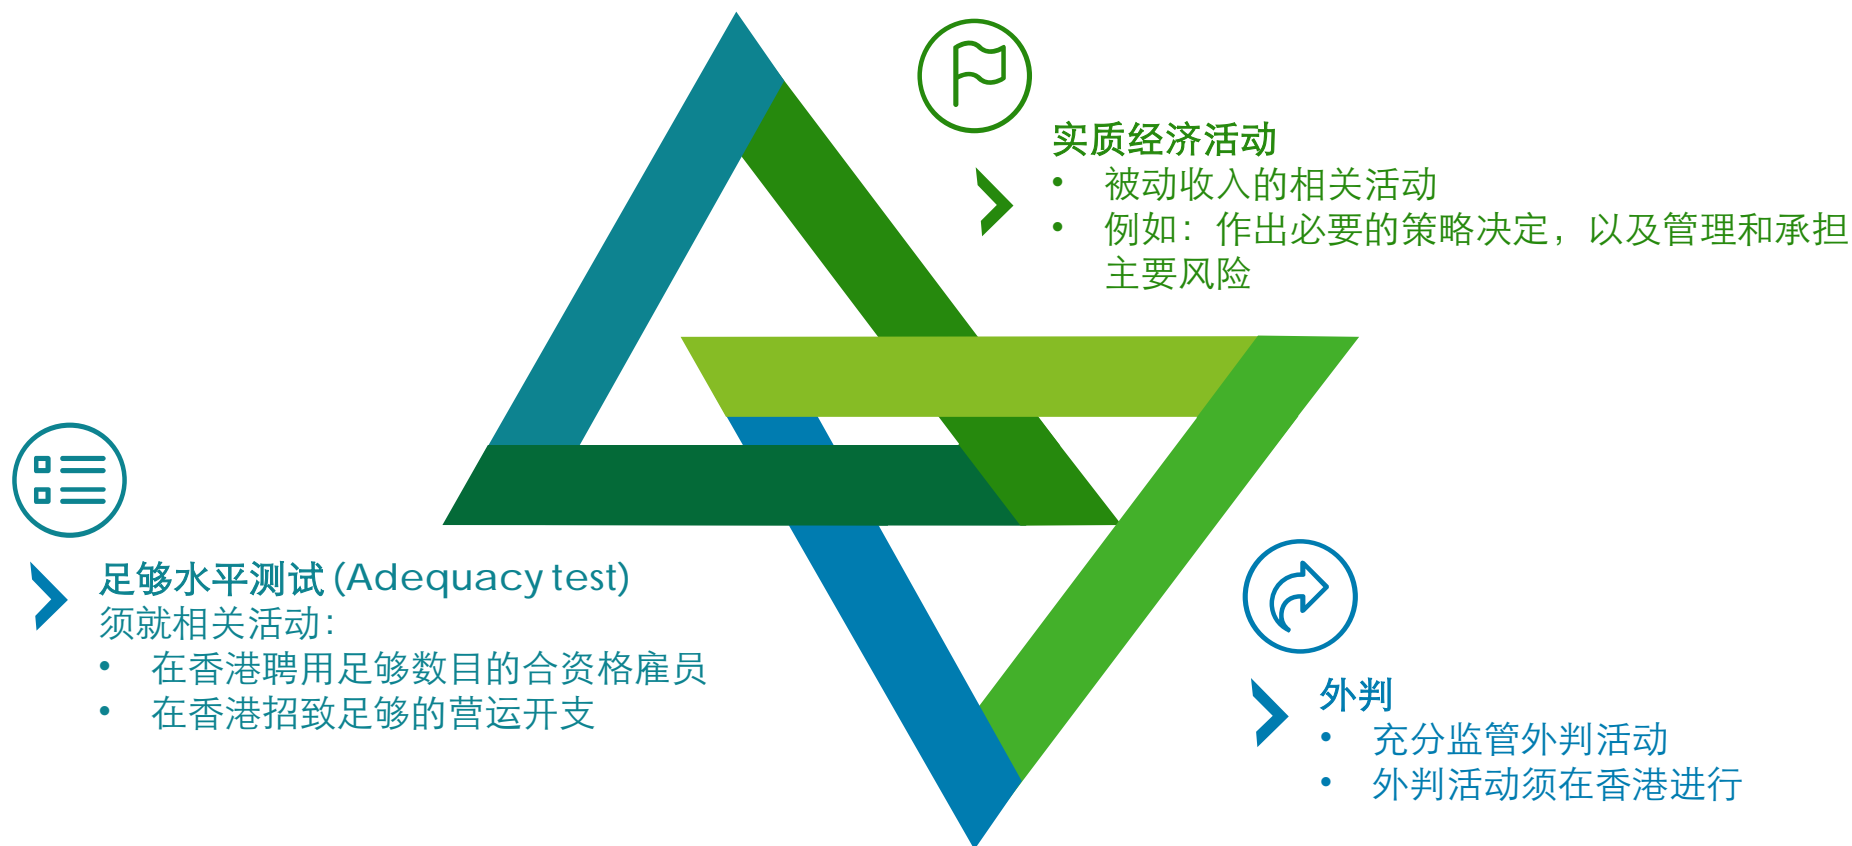 实质经济活动
• 被动收入的相关活动
• 例如：作出必要的策略决定，以及管理和承担
主要风险
足够水平测试 (Adequacy test)
须就相关活动：
• 在香港聘用足够数目的合资格雇员
• 在香港招致足够的营运开支
外判
• 充分监管外判活动
• 外判活动须在香港进行